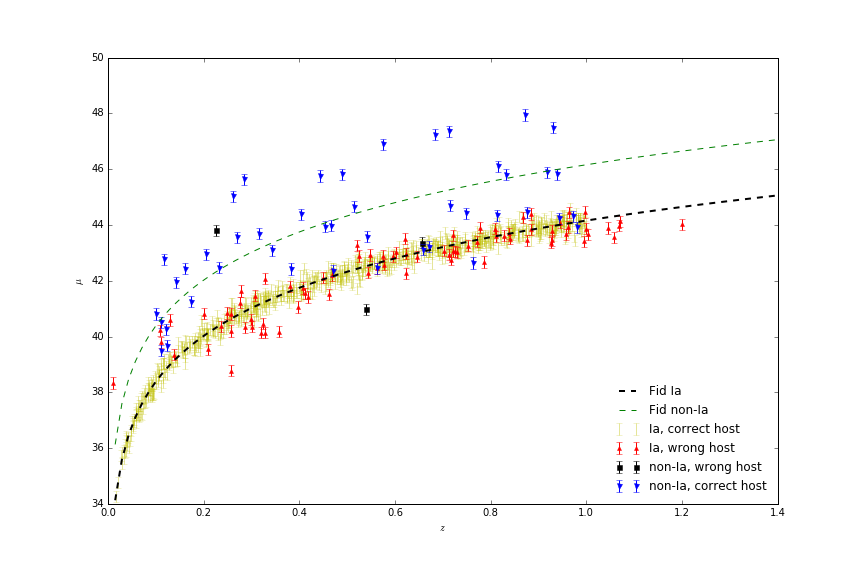 50
48
46
44
42
40
38
36
34
μ
0.0 0.2 0.4 0.6 0.8 1.0 1.2 1.4
z
Fid Ia
Fid non-Ia
Ia, correct host
Ia, wrong host
non-Ia, wrong host
non-Ia, correct host